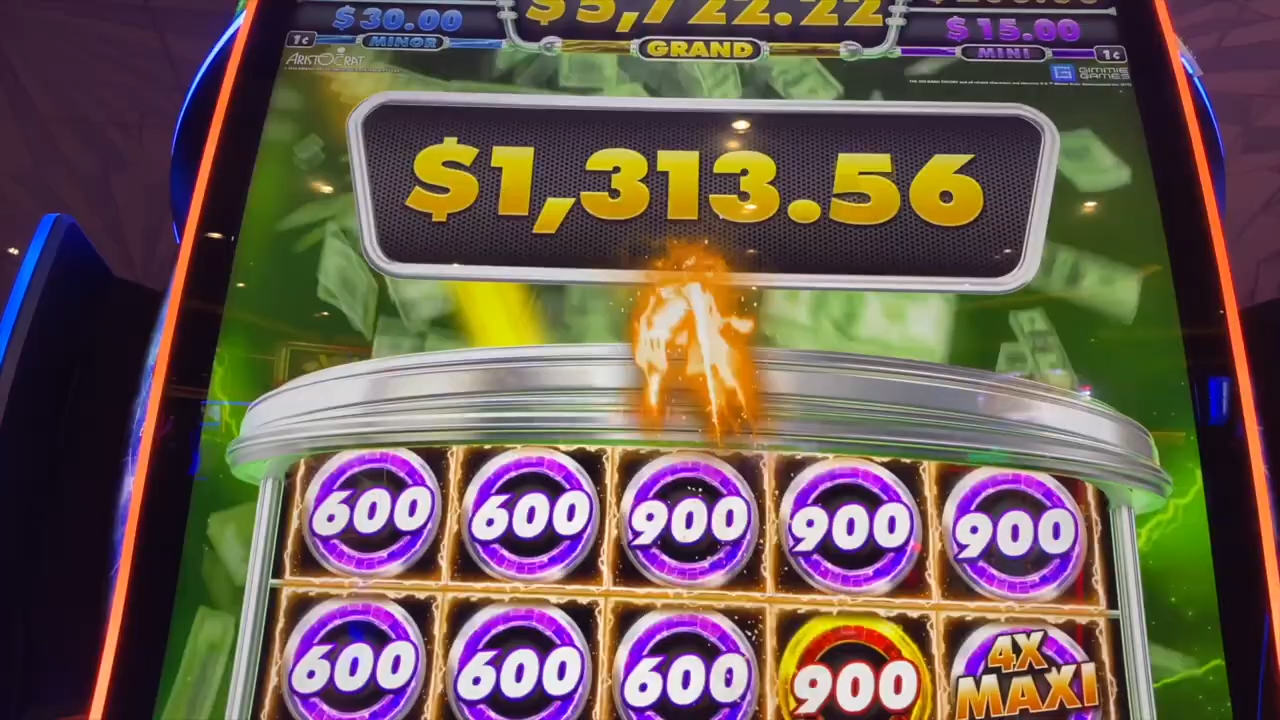 $30.00
$5,722.22
$15.00
1¢
MINOR
GRAND
MINI
1¢
ARISTOCRAT
GIMMIE GAMES
$1,313.56
600
600
900
900
900
600
600
600
900
4X
MAXI